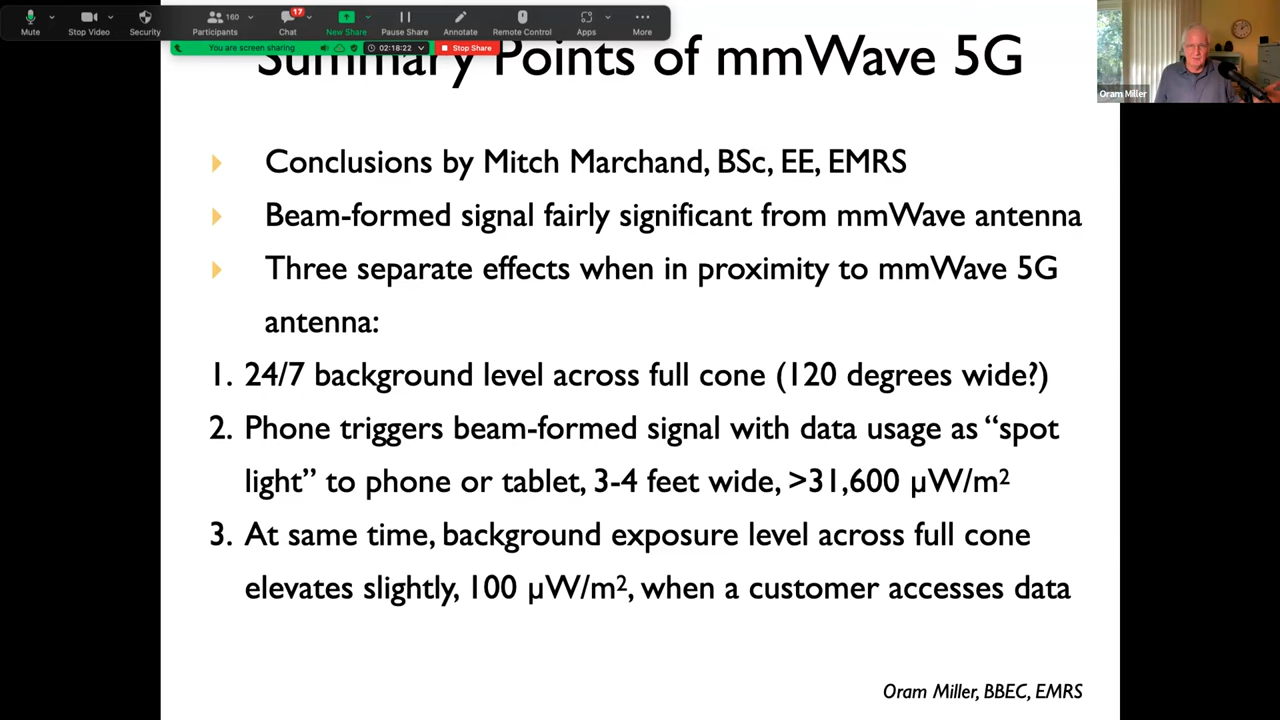 160
17
Mute
Stop Video
Security
Participants
Chat
New Share
Pause Share
Annotate
Remote Control
Apps
More
You are screen sharing
02:18:22
Stop Share
Oram Miller
Summary Points of mmWave 5G
Conclusions by Mitch Marchand, BSc, EE, EMRS
Beam-formed signal fairly significant from mmWave antenna
Three separate effects when in proximity to mmWave 5G
antenna:
1. 24/7 background level across full cone (120 degrees wide?)
2. Phone triggers beam-formed signal with data usage as “spot
light” to phone or tablet, 3-4 feet wide, >31,600 µW/m²
3. At same time, background exposure level across full cone
elevates slightly, 100 µW/m², when a customer accesses data
Oram Miller, BBEC, EMRS